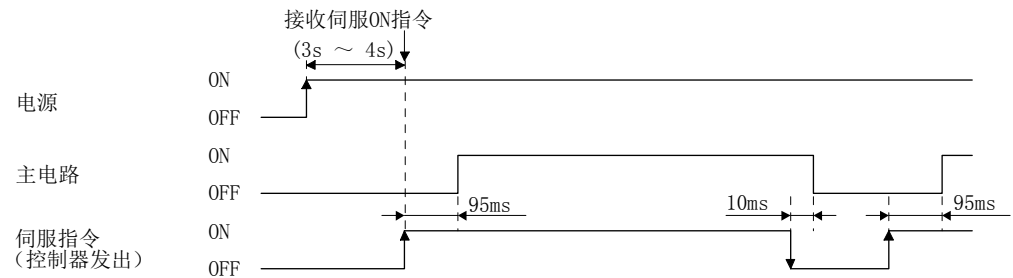 接收伺服ON指令
(3s ～ 4s)
电源
ON
OFF
主电路
ON
OFF
95ms
10ms
95ms
伺服指令
（控制器发出）
ON
OFF